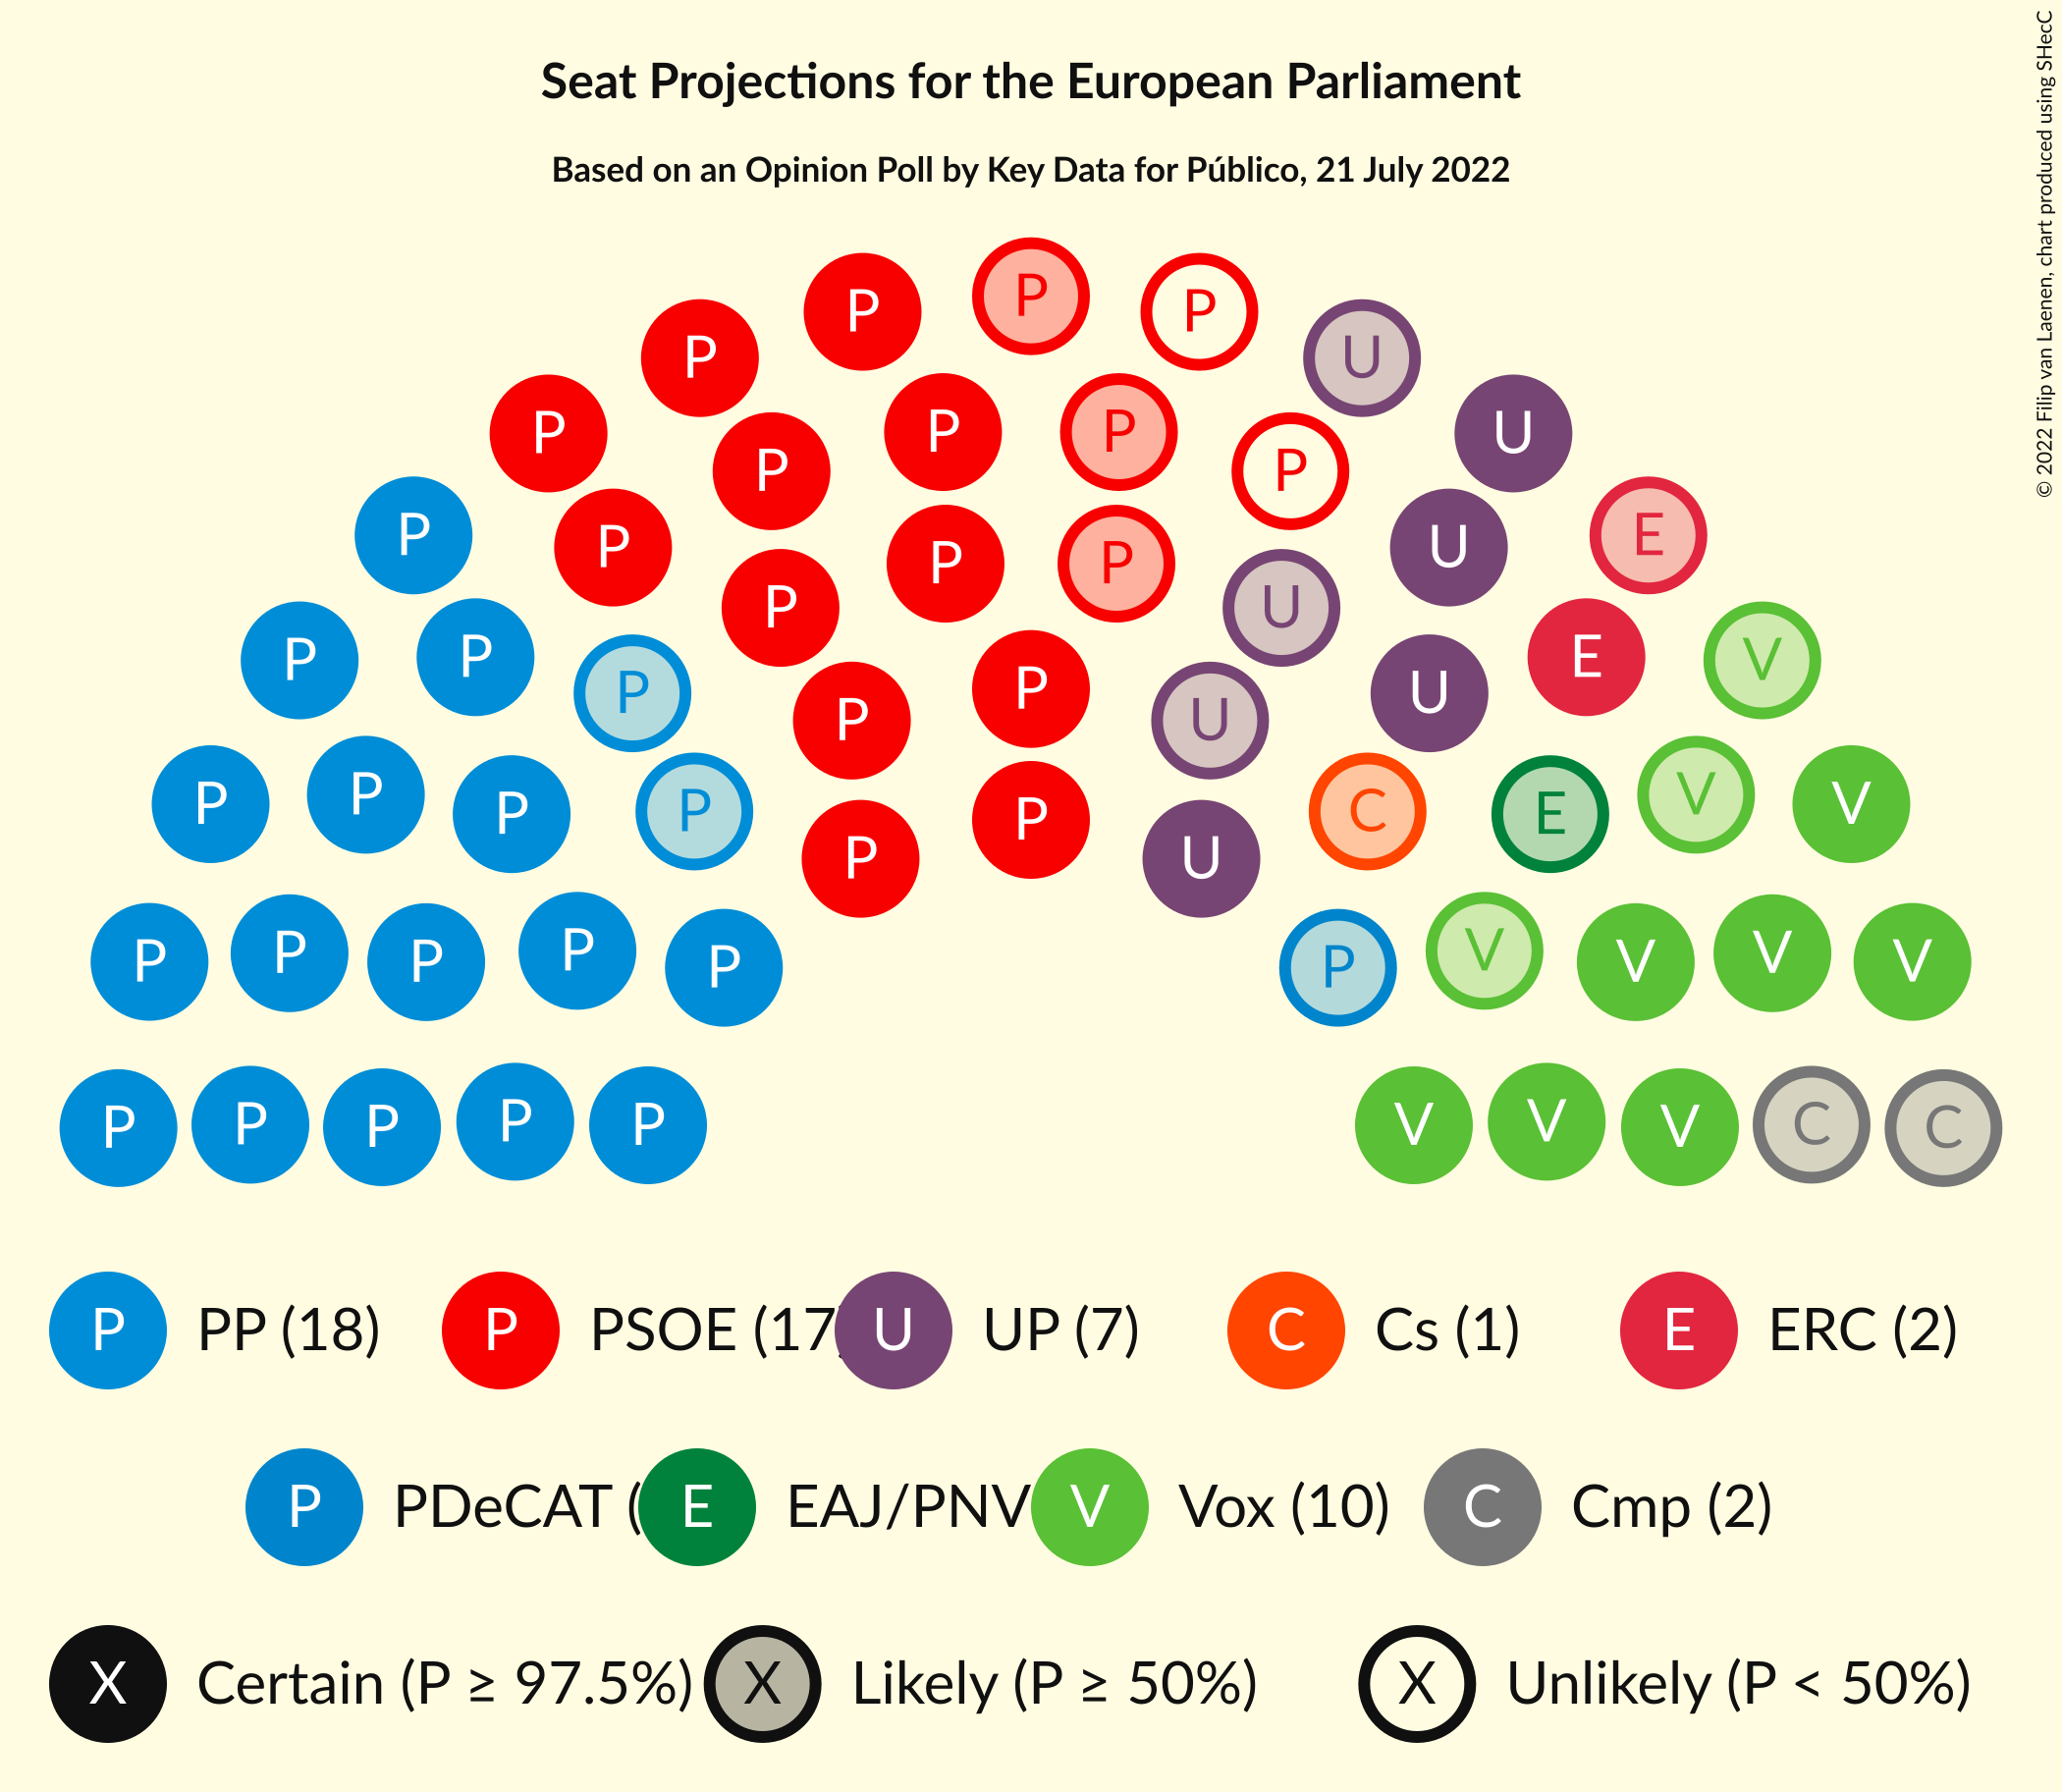 Seat Projections for the European Parliament
Based on an Opinion Poll by Key Data for Público, 21 July 2022
© 2022 Filip van Laenen, chart produced using SHecC
P
P P
P U
P P P U
P P
P P P P U E
P U
P P P P U E V
P U
P P P P P C E V V
P U
P P P P P P V V V V
P P P P P V V V C C
P PP (18) P PSOE (17 U UP (7) C Cs (1) E ERC (2)
P PDeCAT ( E EAJ/PNV V Vox (10) C Cmp (2)
X Certain (P ≥ 97.5%) X Likely (P ≥ 50%) X Unlikely (P < 50%)